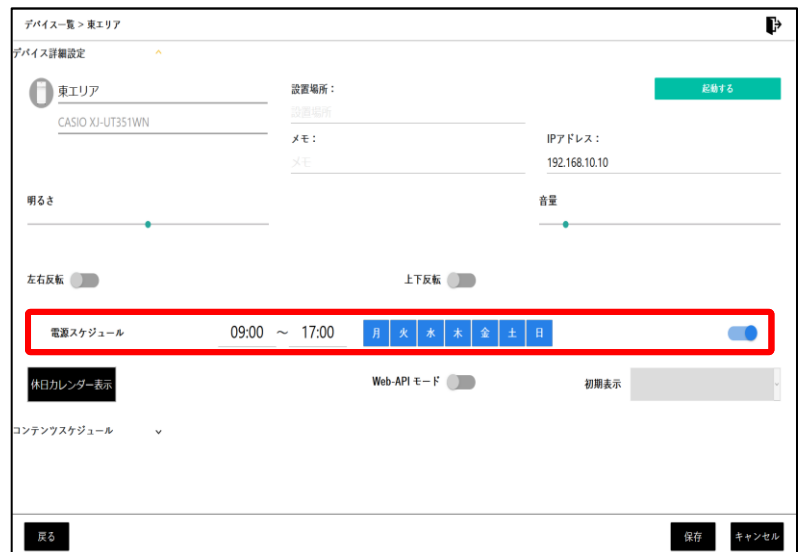 デバイス一覧 > 東エリア
デバイス詳細設定
東エリア
CASIO XJ-UT351WN
設置場所：
設置場所
起動する
メモ：
メモ
IPアドレス：
192.168.10.10
明るさ
音量
左右反転
上下反転
電源スケジュール 09:00 ～ 17:00 月 火 水 木 金 土 日
休日カレンダー表示
Web-API モード
初期表示
コンテンツスケジュール
戻る
保存
キャンセル